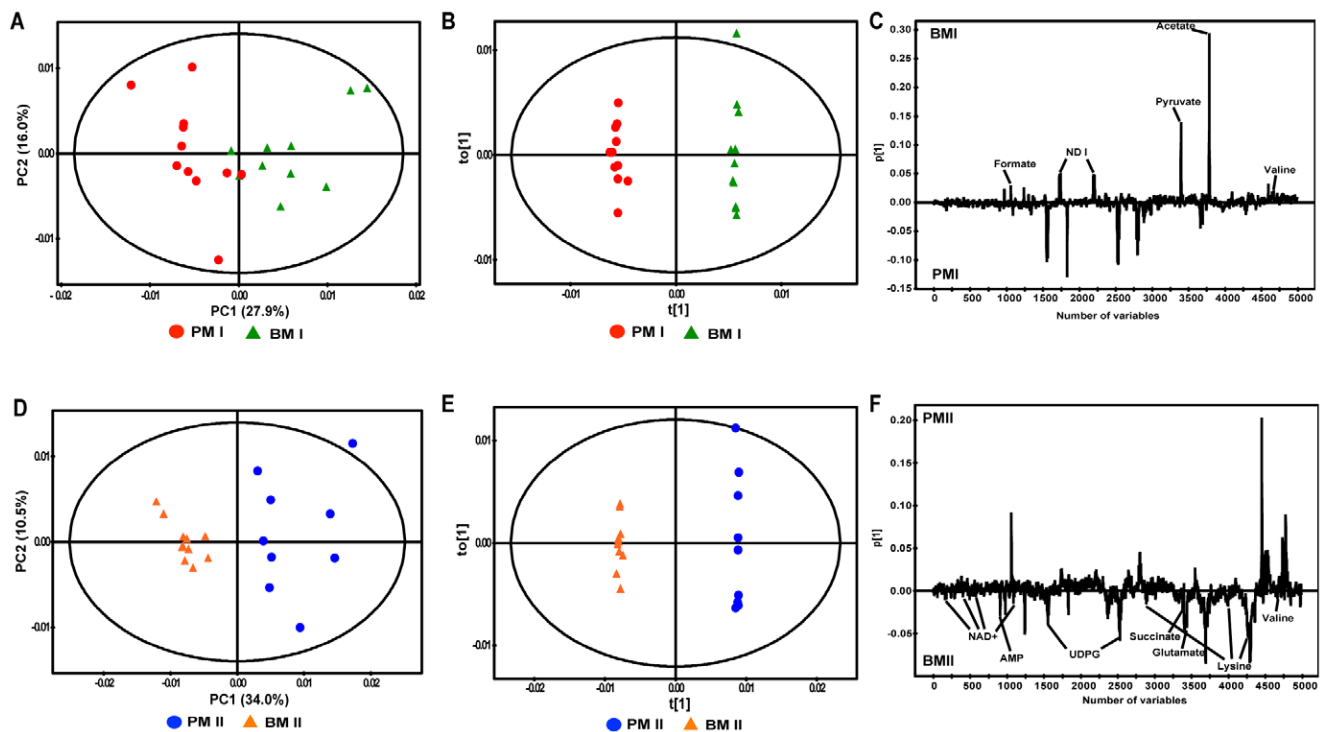 A
PC2 (16.0%)
0.01
0.00
-0.01
-0.02 -0.01 0.00 0.01 0.02
PC1 (27.9%)
PM I BM I
B
to[1]
0.01
0.00
-0.01
-0.01 0.00 0.01
t[1]
PM I BM I
C
p[1]
0.30
0.25
0.20
0.15
0.10
0.05
0.00
-0.05
-0.10
-0.15
BMI
Acetate
Pyruvate
ND I
Formate
Valine
PMI
0 500 1000 1500 2000 2500 3000 3500 4000 4500 5000
Number of variables
D
PC2 (10.5%)
0.01
0.00
-0.01
-0.02 -0.01 0.00 0.01 0.02
PC1 (34.0%)
PM II BM II
E
to[1]
0.01
0.00
-0.01
-0.02 -0.01 0.00 0.01 0.02
t[1]
PM II BM II
F
p[1]
0.20
0.15
0.10
0.05
0.00
-0.05
PMII
NAD+
AMP
UDPG
Succinate
Glutamate
Lysine
Valine
BMII
0 500 1000 1500 2000 2500 3000 3500 4000 4500 5000
Number of variables